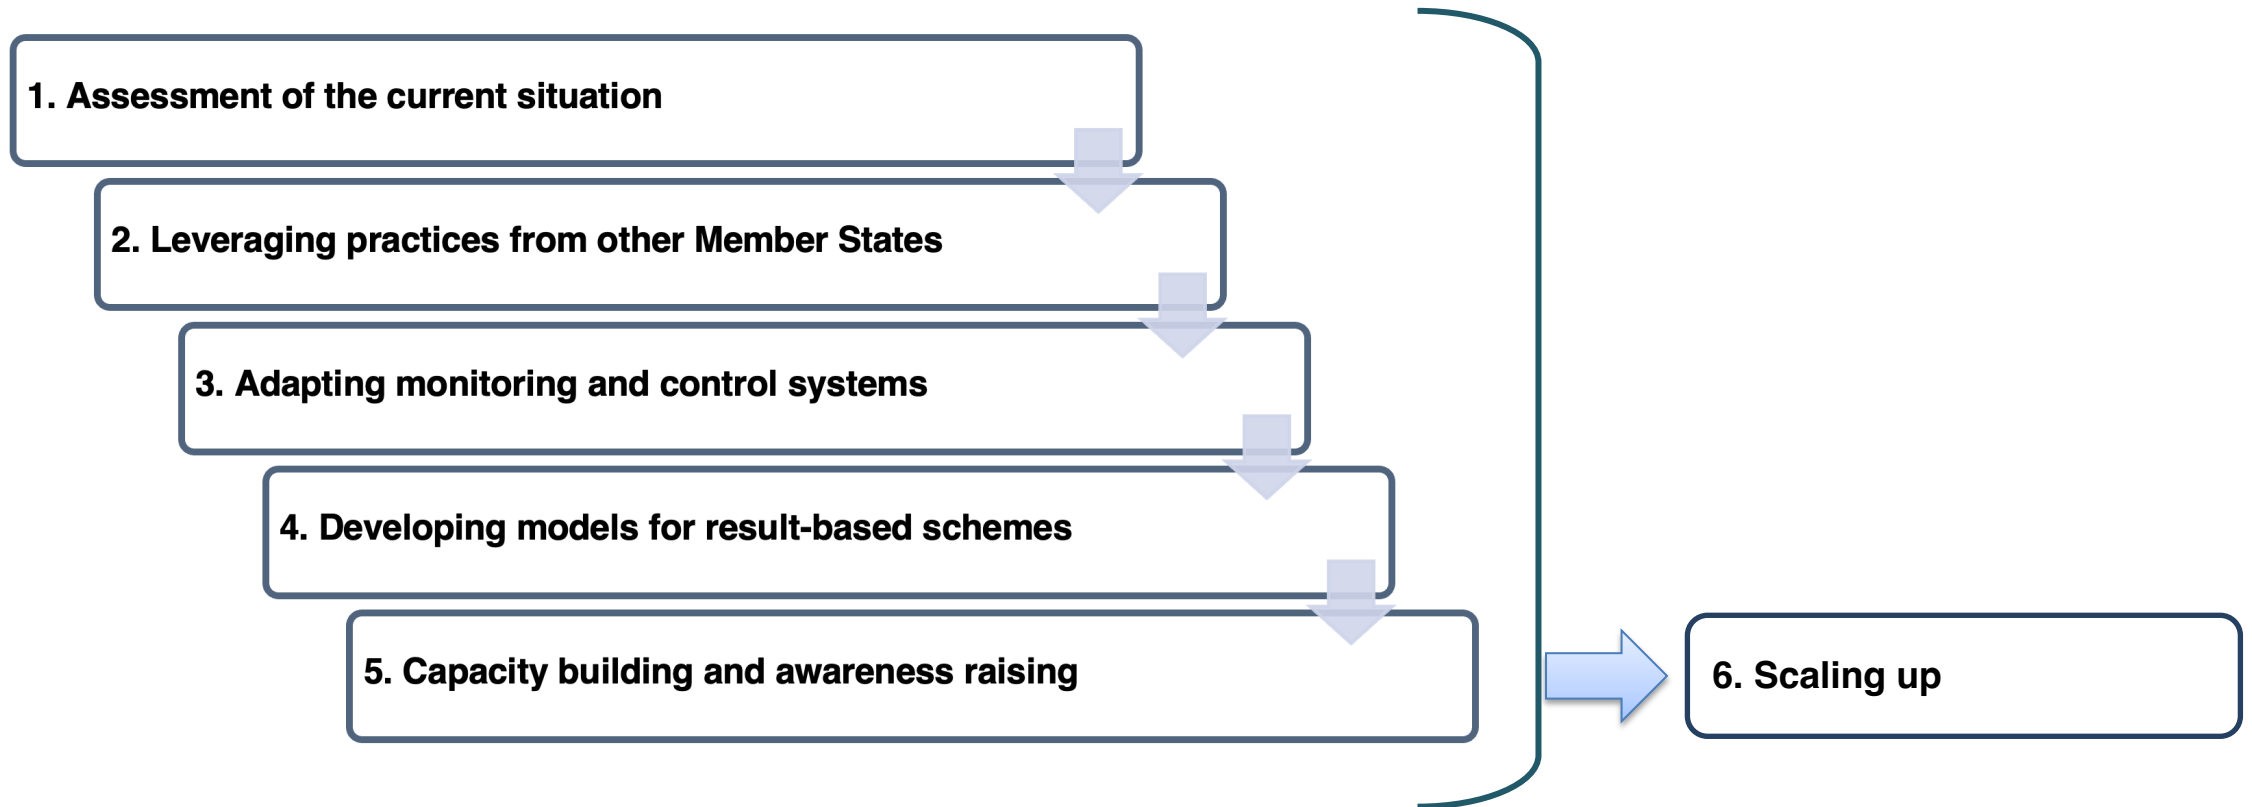 1. Assessment of the current situation
2. Leveraging practices from other Member States
3. Adapting monitoring and control systems
4. Developing models for result-based schemes
5. Capacity building and awareness raising
6. Scaling up